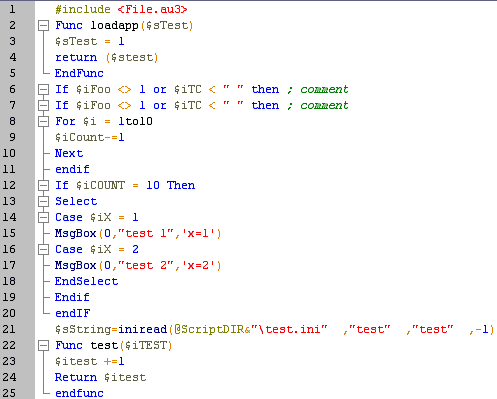 1 #include <File.au3>
2 Func loadapp($sTest)
3 $sTest = 1
4 return ($stest)
5 EndFunc
6 If $iFoo <> 1 or $iTC < " " then ; comment
7 If $iFoo <> 1 or $iTC < " " then ; comment
8 For $i = 1to10
9 $iCount-=1
10 Next
11 endif
12 If $iCOUNT = 10 Then
13 Select
14 Case $iX = 1
15 MsgBox(0,"test 1",'x=1')
16 Case $iX = 2
17 MsgBox(0,"test 2",'x=2')
18 EndSelect
19 Endif
20 endIF
21 $sString=iniread(@ScriptDIR&"\test.ini" ,"test" ,"test" ,-1)
22 Func test($iTEST)
23 $itest +=1
24 Return $itest
25 endfunc